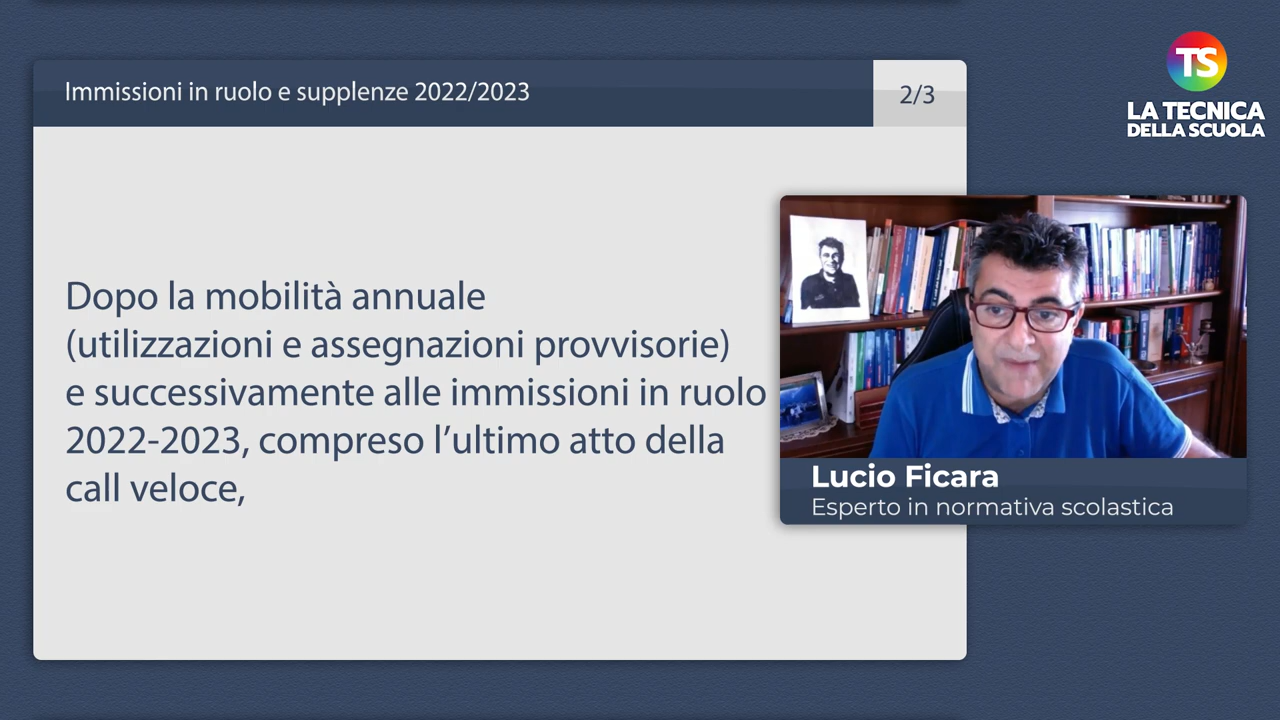 Immissioni in ruolo e supplenze 2022/2023
2/3
TS
LA TECNICA
DELLA SCUOLA
Dopo la mobilità annuale
(utilizzazioni e assegnazioni provvisorie)
e successivamente alle immissioni in ruolo
2022-2023, compreso l’ultimo atto della
call veloce,
Lucio Ficara
Esperto in normativa scolastica